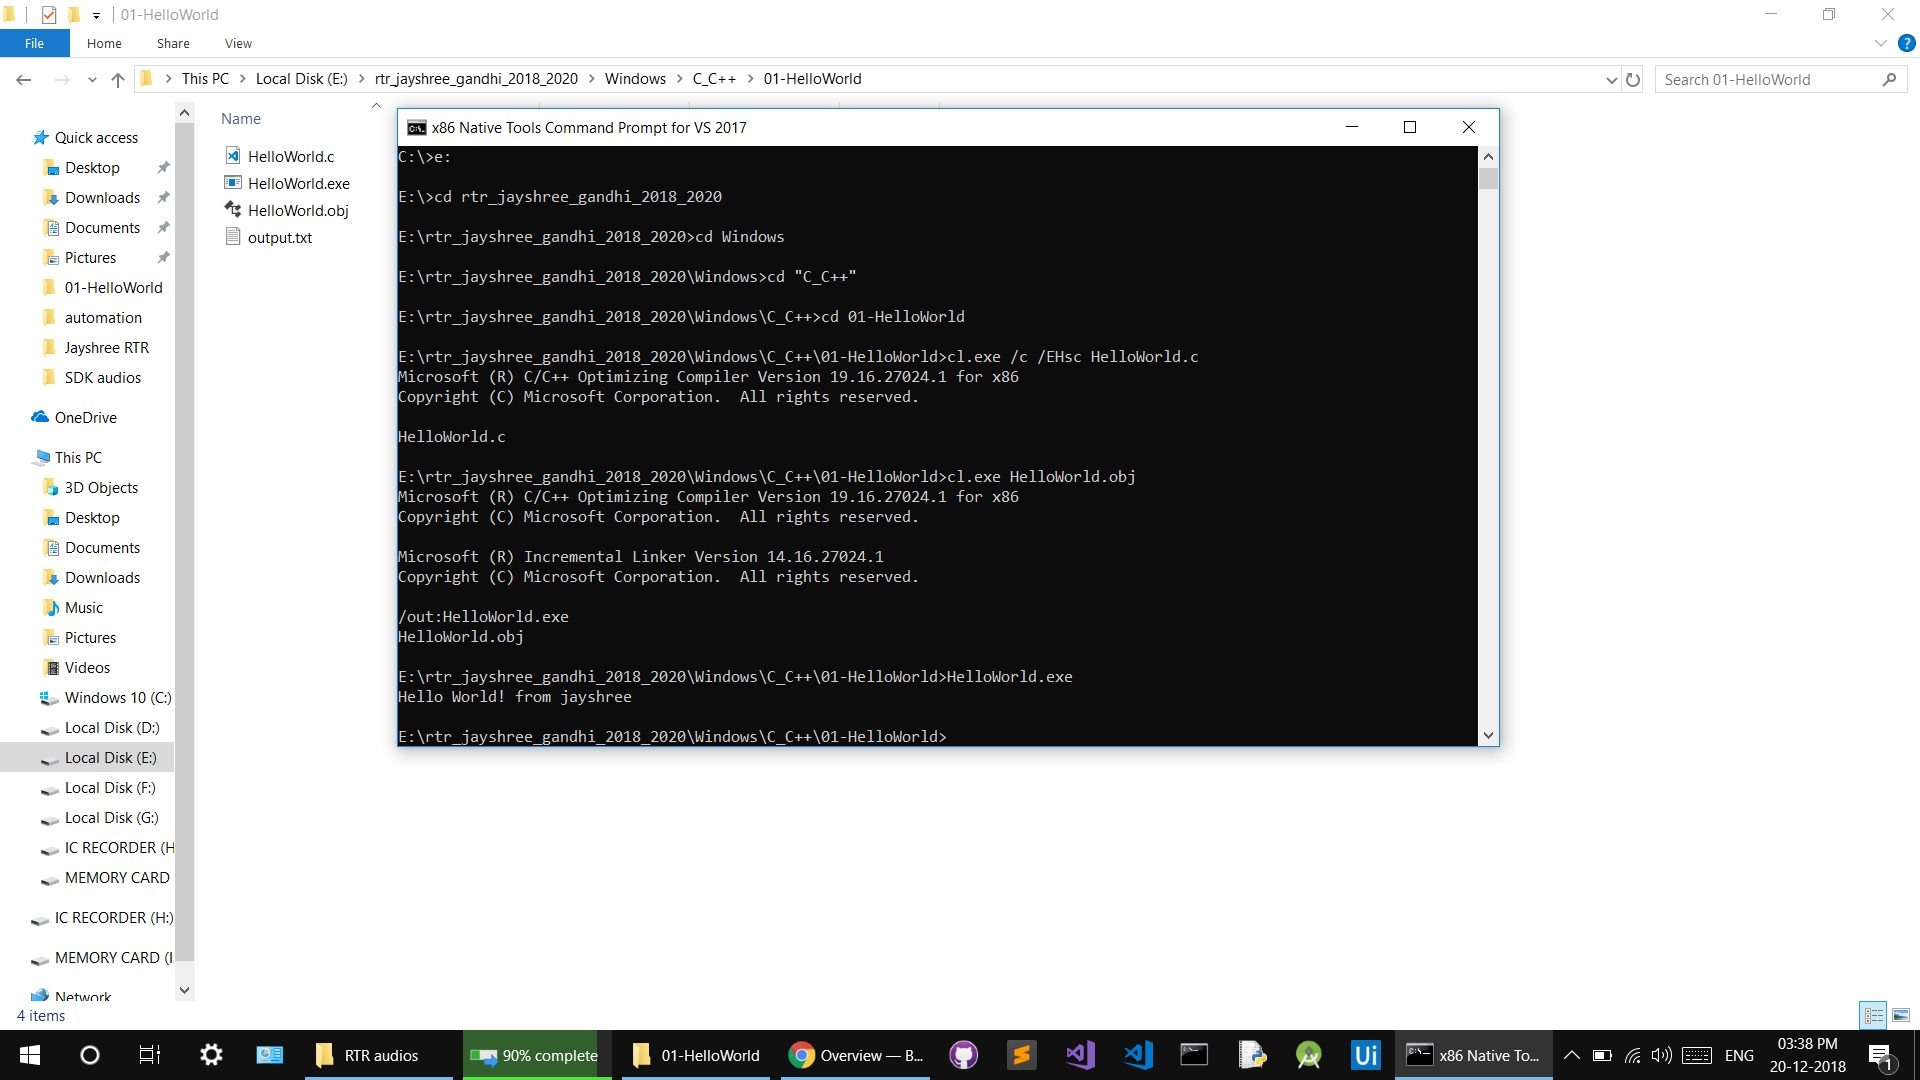 01-HelloWorld
File Home Share View
This PC Local Disk (E:) rtr_jayshree_gandhi_2018_2020 Windows C_C++ 01-HelloWorld
Search 01-HelloWorld
Quick access
Desktop
Downloads
Documents
Pictures
01-HelloWorld
automation
Jayshree RTR
SDK audios
OneDrive
This PC
3D Objects
Desktop
Documents
Downloads
Music
Pictures
Videos
Windows 10 (C:)
Local Disk (D:)
Local Disk (E:)
Local Disk (F:)
Local Disk (G:)
IC RECORDER (H
MEMORY CARD
IC RECORDER (H:)
MEMORY CARD (I
Network
4 items
Name
HelloWorld.c
HelloWorld.exe
HelloWorld.obj
output.txt
x86 Native Tools Command Prompt for VS 2017
C:\>e:
E:\>cd rtr_jayshree_gandhi_2018_2020
E:\rtr_jayshree_gandhi_2018_2020>cd Windows
E:\rtr_jayshree_gandhi_2018_2020\Windows>cd "C_C++"
E:\rtr_jayshree_gandhi_2018_2020\Windows\C_C++>cd 01-HelloWorld
E:\rtr_jayshree_gandhi_2018_2020\Windows\C_C++\01-HelloWorld>cl.exe /c /EHsc HelloWorld.c
Microsoft (R) C/C++ Optimizing Compiler Version 19.16.27024.1 for x86
Copyright (C) Microsoft Corporation.  All rights reserved.
HelloWorld.c
E:\rtr_jayshree_gandhi_2018_2020\Windows\C_C++\01-HelloWorld>cl.exe HelloWorld.obj
Microsoft (R) C/C++ Optimizing Compiler Version 19.16.27024.1 for x86
Copyright (C) Microsoft Corporation.  All rights reserved.
Microsoft (R) Incremental Linker Version 14.16.27024.1
Copyright (C) Microsoft Corporation.  All rights reserved.
/out:HelloWorld.exe
HelloWorld.obj
E:\rtr_jayshree_gandhi_2018_2020\Windows\C_C++\01-HelloWorld>HelloWorld.exe
Hello World! from jayshree
E:\rtr_jayshree_gandhi_2018_2020\Windows\C_C++\01-HelloWorld>
RTR audios 90% complete 01-HelloWorld Overview — B... Ui x86 Native To... ENG
03:38 PM
20-12-2018
1